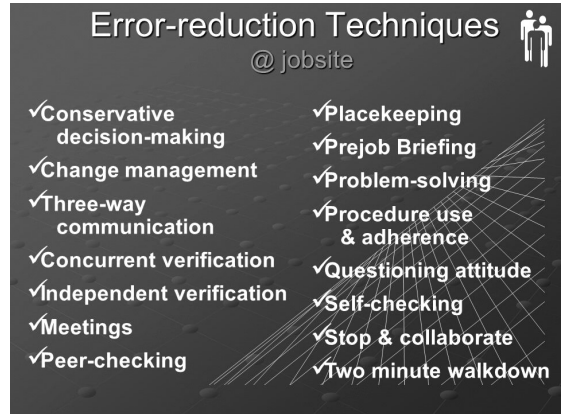 Error-reduction Techniques
@ jobsite
✓Conservative
decision-making
✓Change management
✓Three-way
communication
✓Concurrent verification
✓Independent verification
✓Meetings
✓Peer-checking
✓Placekeeping
✓Prejob Briefing
✓Problem-solving
✓Procedure use
& adherence
✓Questioning attitude
✓Self-checking
✓Stop & collaborate
✓Two minute walkdown